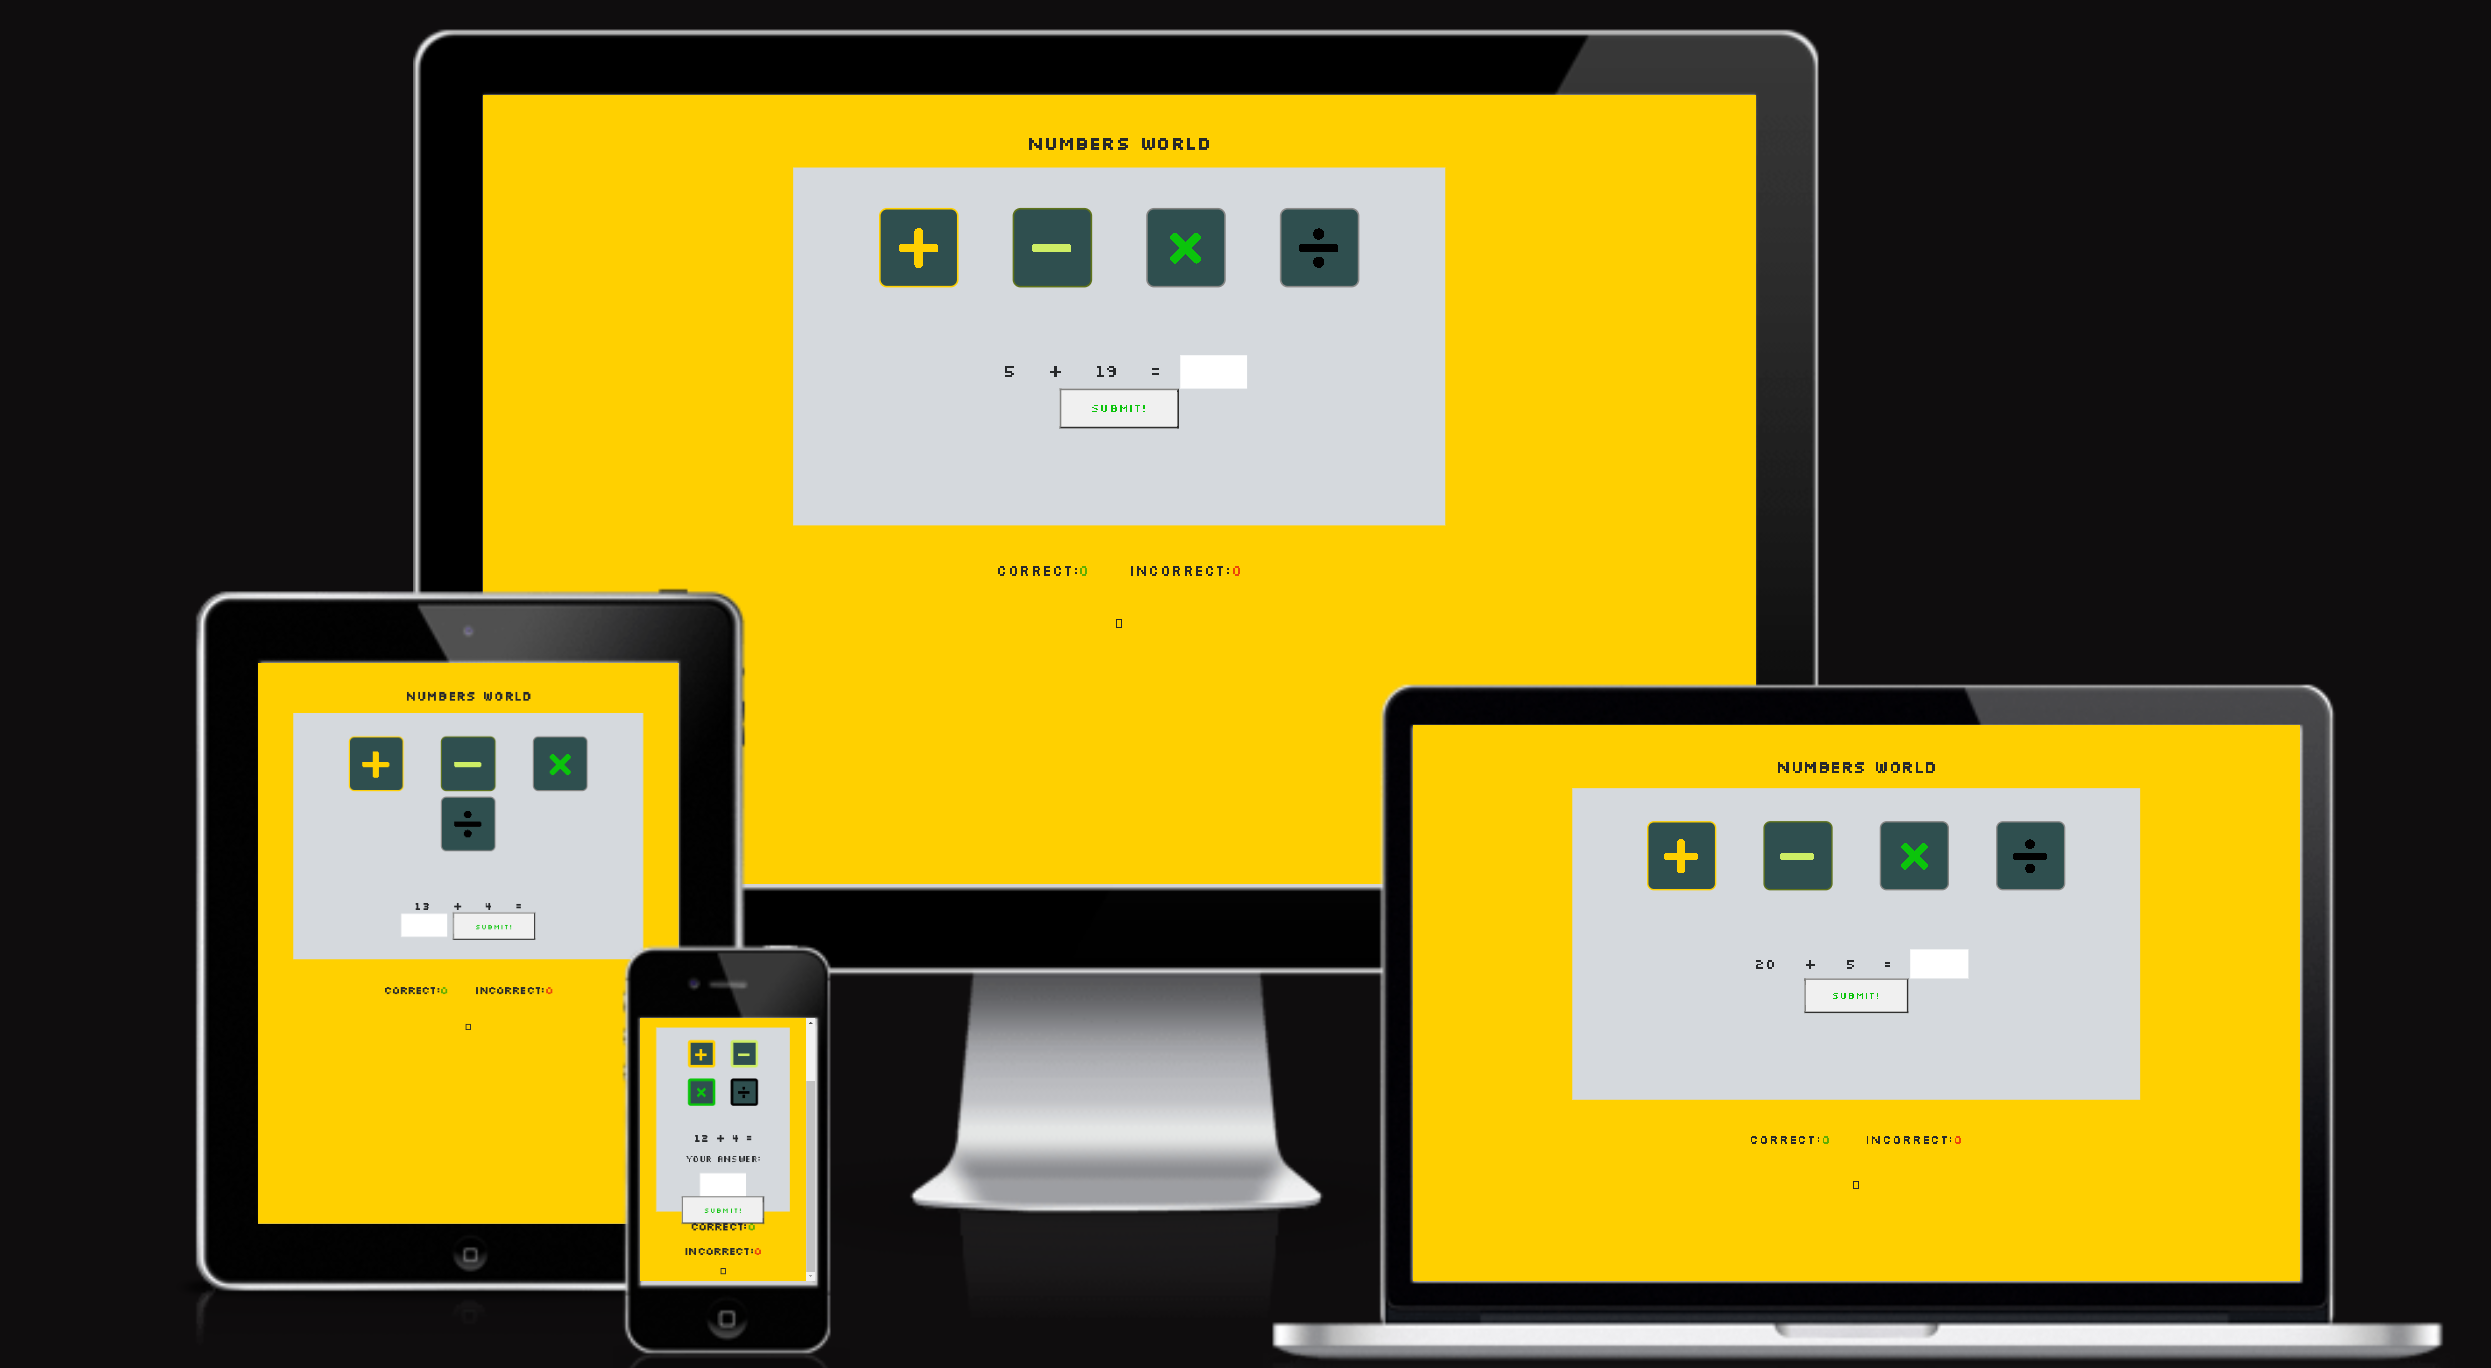 NUMBERS WORLD
5 + 19 =
SUBMIT!
CORRECT:0 INCORRECT:0
NUMBERS WORLD
13 + 4 =
SUBMIT!
CORRECT:0 INCORRECT:0
12 + 4 =
YOUR ANSWER:
SUBMIT!
CORRECT:0
INCORRECT:0
NUMBERS WORLD
20 + 5 =
SUBMIT!
CORRECT:0 INCORRECT:0